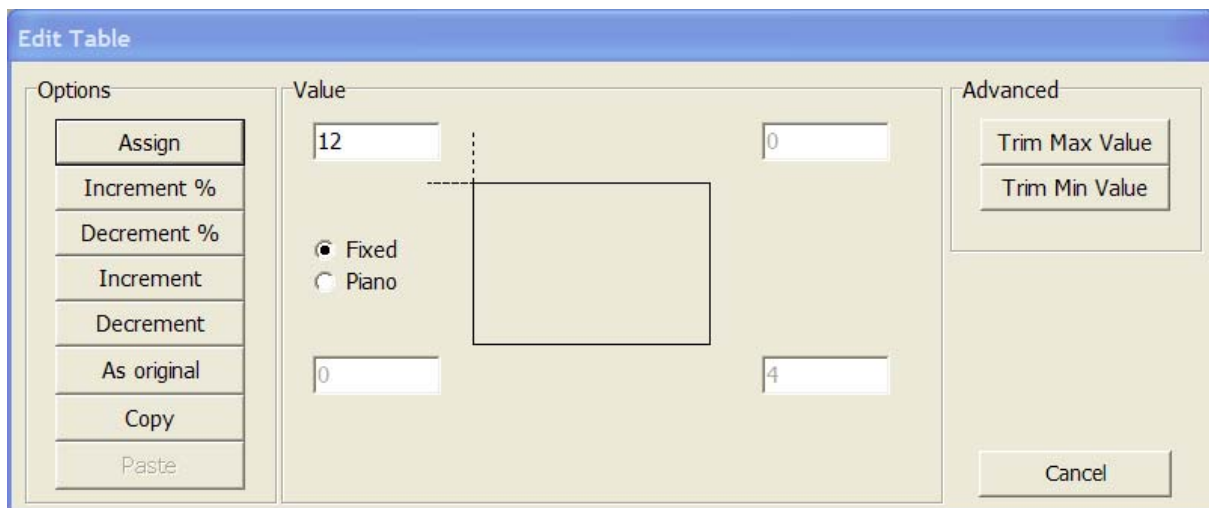 Edit Table
Options
Assign
Increment %
Decrement %
Increment
Decrement
As original
Copy
Paste
Value
12
0
Fixed
Piano
0
4
Advanced
Trim Max Value
Trim Min Value
Cancel